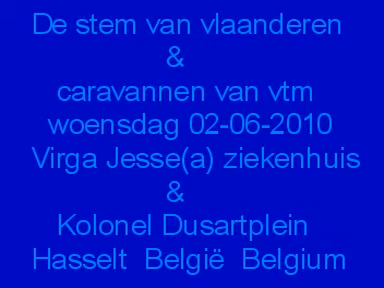 De stem van vlaanderen
&
caravannen van vtm
woensdag 02-06-2010
Virga Jesse(a) ziekenhuis
&
Kolonel Dusartplein
Hasselt België Belgium